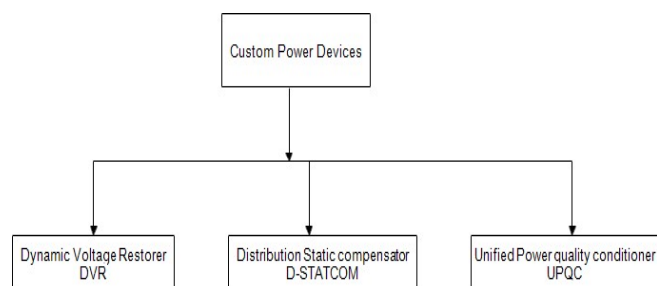 Custom Power Devices
Dynamic Voltage Restorer
DVR
Distribution Static compensator
D-STATCOM
Unified Power quality conditioner
UPQC